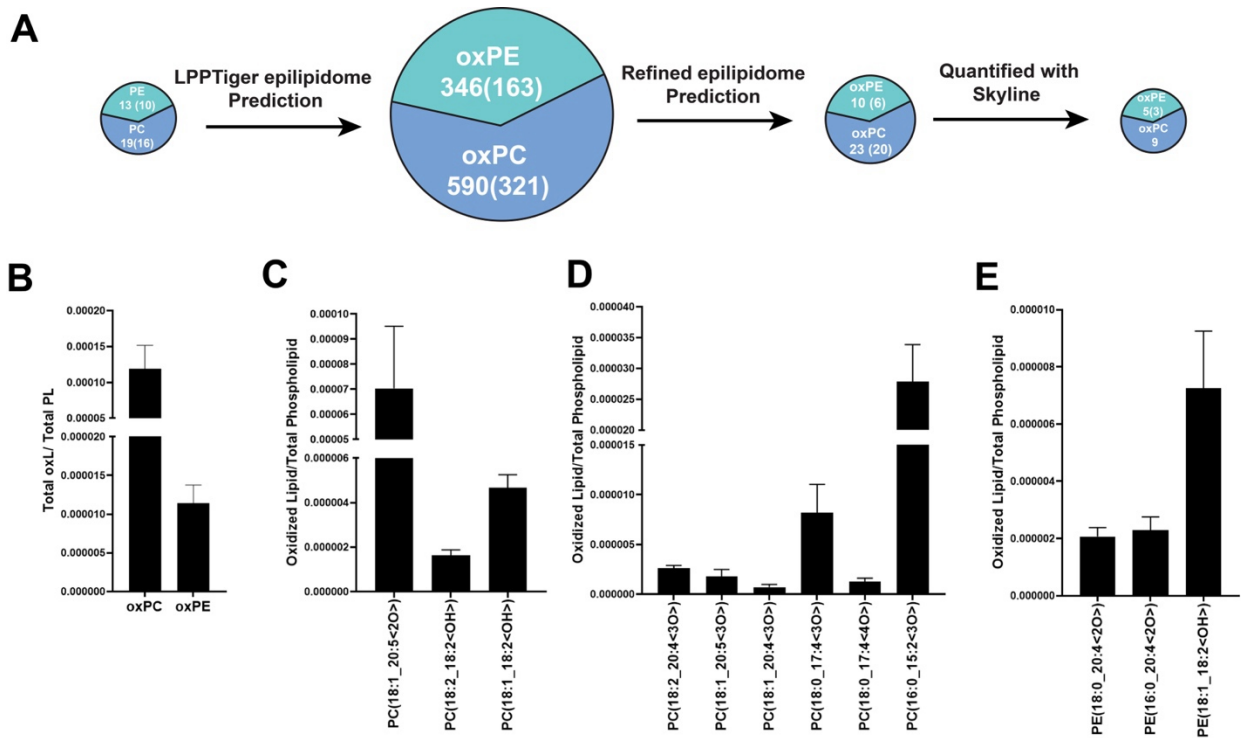 A
PE
13 (10)
PC
19(16)
LPPTiger epilipidome
Prediction
oxPE
346(163)
oxPC
590(321)
Refined epilipidome
Prediction
oxPE
10 (6)
oxPC
23 (20)
Quantified with
Skyline
oxPE
5(3)
oxPC
9
B
Total oxL/ Total PL
0.00020
0.00015
0.00010
0.00005
0.000020
0.000015
0.000010
0.000005
0.000000
oxPC oxPE
C
Oxidized Lipid/Total Phospholipid
0.00010
0.00009
0.00008
0.00007
0.00006
0.00005
0.000006
0.000004
0.000002
0.000000
PC(18:1_20:5<2O>)
PC(18:2_18:2<OH>)
PC(18:1_18:2<OH>)
D
Oxidized Lipid/Total Phospholipid
0.000040
0.000035
0.000030
0.000025
0.000020
0.000015
0.000010
0.000005
0.000000
PC(18:2_20:4<3O>)
PC(18:1_20:5<3O>)
PC(18:1_20:4<3O>)
PC(18:0_17:4<3O>)
PC(18:0_17:4<4O>)
PC(16:0_15:2<3O>)
E
Oxidized Lipid/Total Phospholipid
0.000010
0.000008
0.000006
0.000004
0.000002
0.000000
PE(18:0_20:4<2O>)
PE(16:0_20:4<2O>)
PE(18:1_18:2<OH>)